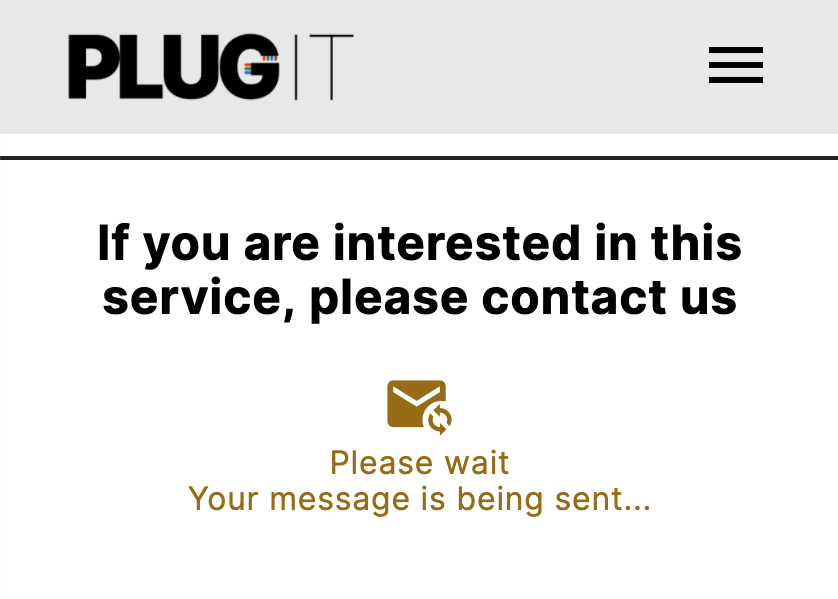 PLUG IT
If you are interested in this
service, please contact us
Please wait
Your message is being sent...